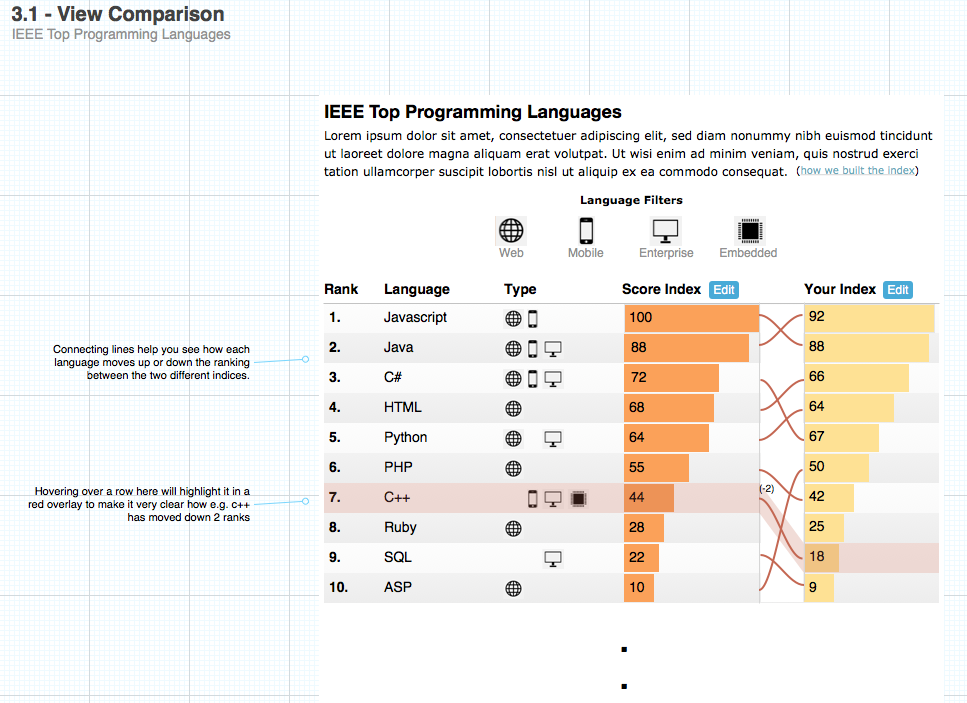 3.1 - View Comparison
IEEE Top Programming Languages
IEEE Top Programming Languages
Lorem ipsum dolor sit amet, consectetuer adipiscing elit, sed diam nonummy nibh euismod tincidunt
ut laoreet dolore magna aliquam erat volutpat. Ut wisi enim ad minim veniam, quis nostrud exerci
tation ullamcorper suscipit lobortis nisl ut aliquip ex ea commodo consequat. (how we built the index)
Language Filters
Web Mobile Enterprise Embedded
Rank Language Type Score Index Edit Your Index Edit
1. Javascript 100 92
2. Java 88 88
3. C# 72 66
4. HTML 68 64
5. Python 64 67
6. PHP 55 50
7. C++ 44 (-2) 42
8. Ruby 28 25
9. SQL 22 18
10. ASP 10 9
Connecting lines help you see how each
language moves up or down the ranking
between the two different indices.
Hovering over a row here will highlight it in a
red overlay to make it very clear how e.g. c++
has moved down 2 ranks